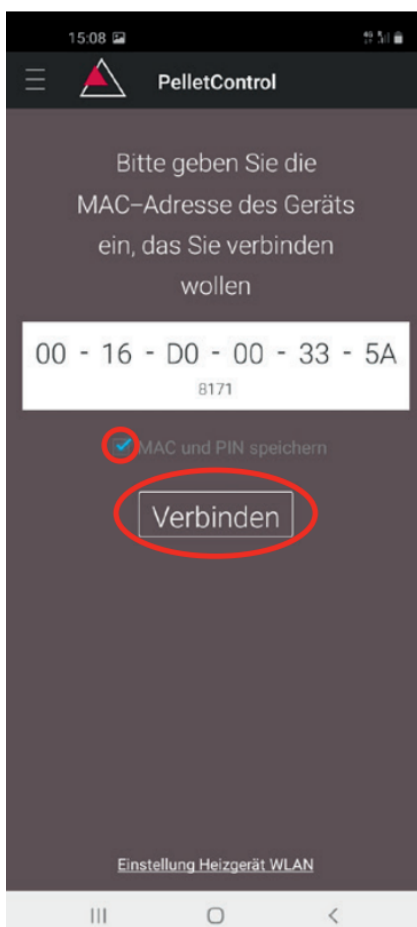 15:08
PelletControl
Bitte geben Sie die
MAC–Adresse des Geräts
ein, das Sie verbinden
wollen
00 - 16 - D0 - 00 - 33 - 5A
8171
MAC und PIN speichern
Verbinden
Einstellung Heizgerät WLAN